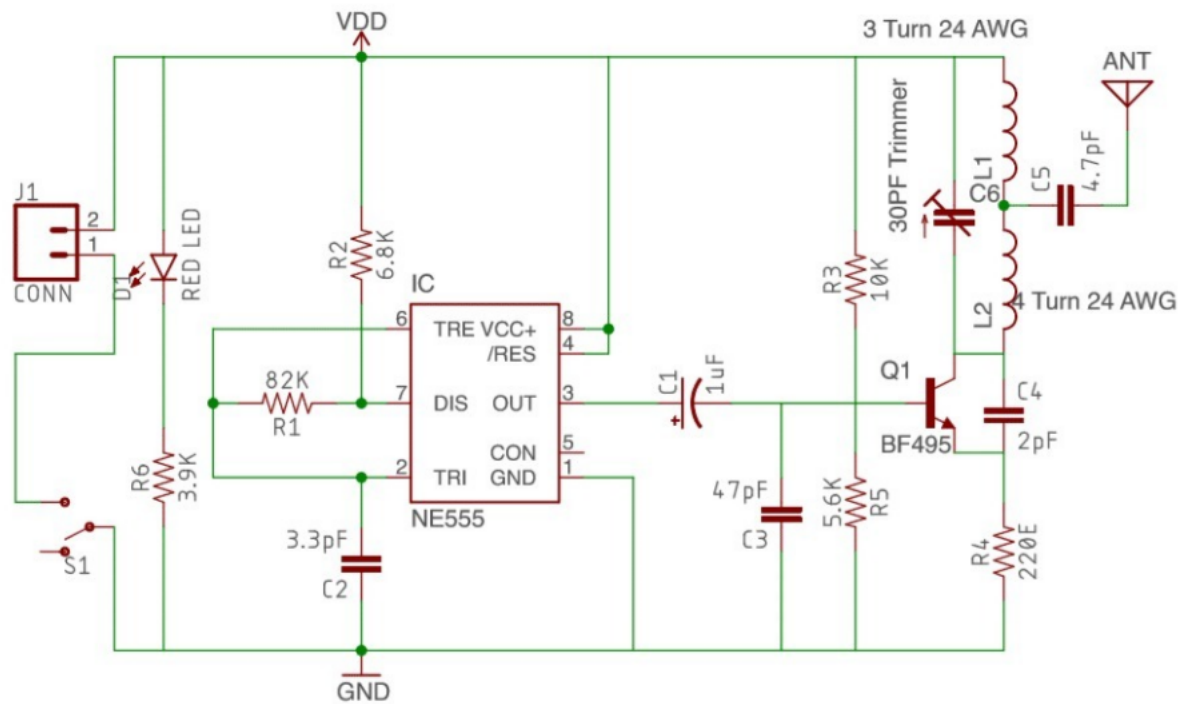 VDD
3 Turn 24 AWG
ANT
30PF Trimmer
L1
C6
C5
4.7pF
J1
2
1
CONN
D1
RED LED
R2
6.8K
IC
R3
10K
L2
4 Turn 24 AWG
6
TRE
VCC+
8
/RES
4
82K
R1
7
DIS
OUT
3
C1
1uF
+
Q1
BF495
C4
2pF
CON
5
2
TRI
GND
1
NE555
R6
3.9K
S1
3.3pF
C2
47pF
C3
5.6K
R5
R4
220E
GND